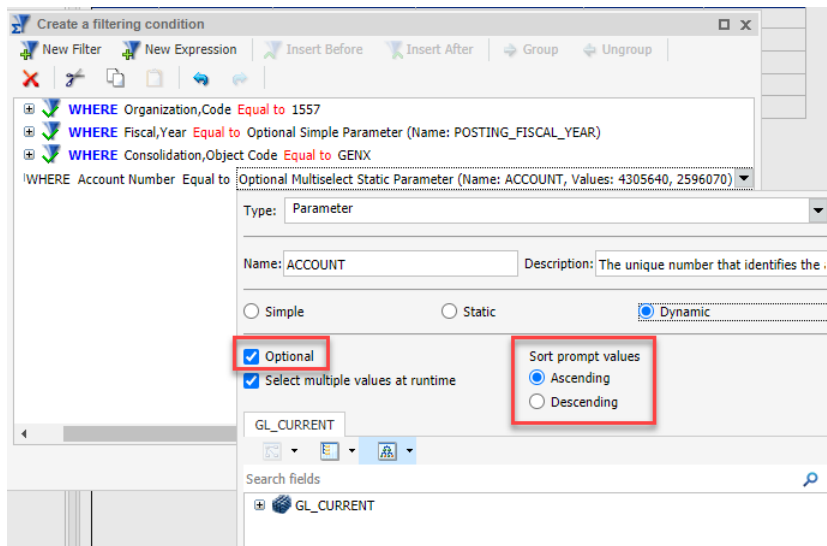 Create a filtering condition
New Filter New Expression Insert Before Insert After Group Ungroup
WHERE Organization,Code Equal to 1557
WHERE Fiscal,Year Equal to Optional Simple Parameter (Name: POSTING_FISCAL_YEAR)
WHERE Consolidation,Object Code Equal to GENX
WHERE Account Number Equal to Optional Multiselect Static Parameter (Name: ACCOUNT, Values: 4305640, 2596070)
Type: Parameter
Name: ACCOUNT Description: The unique number that identifies the
Simple Static Dynamic
Optional Sort prompt values
Select multiple values at runtime Ascending
Descending
GL_CURRENT
Search fields
GL_CURRENT